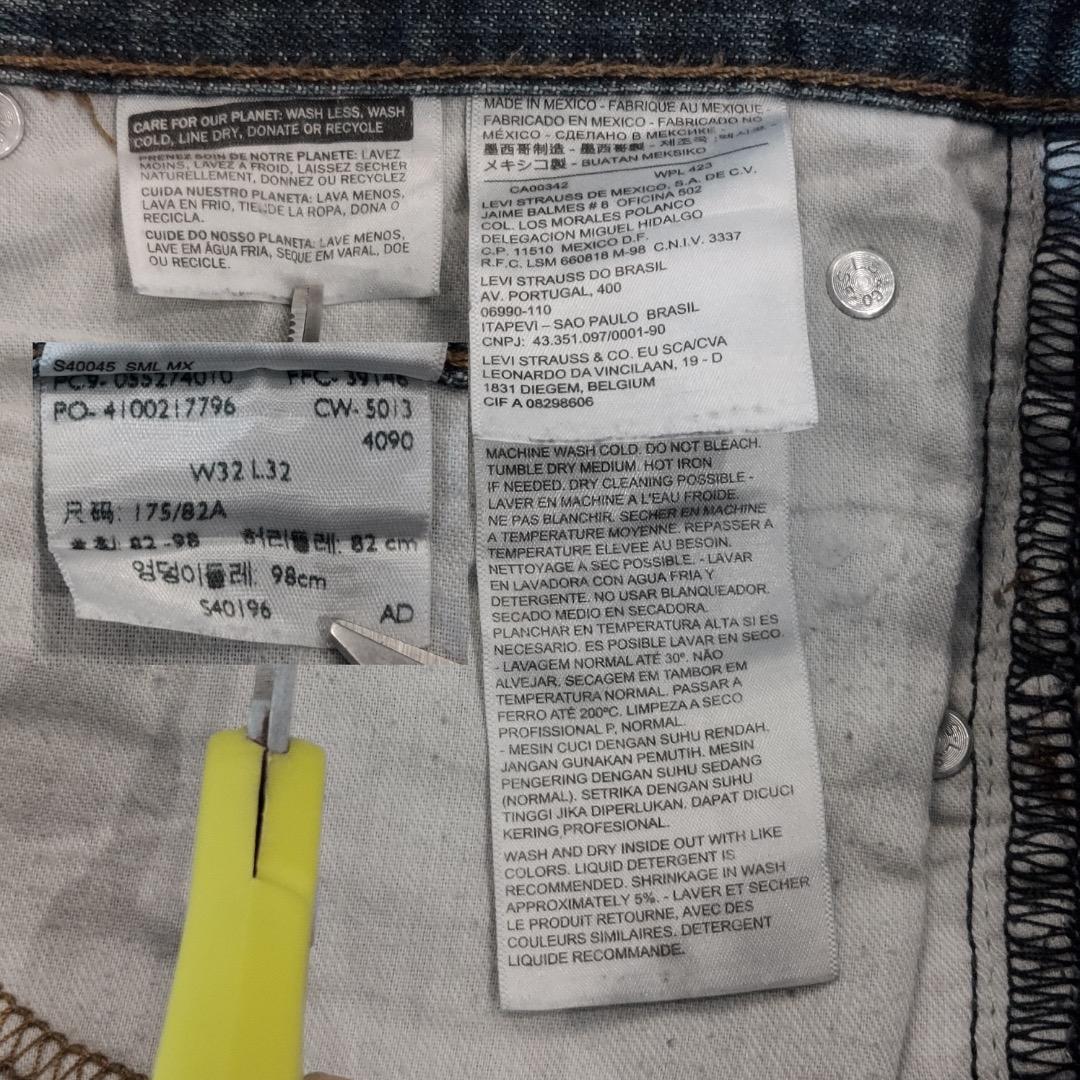 CARE FOR OUR PLANET: WASH LESS, WASH
COLD, LINE DRY, DONATE OR RECYCLE
PRENEZ SOIN DE NOTRE PLANETE: LAVEZ
MOINS, LAVEZ A FROID, LAISSEZ SECHER
NATURELLEMENT, DONNEZ OU RECYCLEZ
CUIDA NUESTRO PLANETA: LAVA MENOS,
LAVA EN FRIO, TIENDE LA ROPA, DONA O
RECICLA.
CUIDE DO NOSSO PLANETA: LAVE MENOS,
LAVE EM ÁGUA FRIA, SEQUE EM VARAL, DOE
OU RECICLE.
S40045 SML MX
PO- 4100217796 CW- 5013
4090
W32 L32
尺码: 175/82A
82 -98 허리둘레: 82 cm
엉덩이둘레: 98cm
S40196 AD
MADE IN MEXICO - FABRIQUE AU MEXIQUE
FABRICADO EN MEXICO - FABRICADO NO
MÉXICO - СДЕЛАНО В МЕКСИКЕ -
墨西哥制造 - 墨西哥製 - 제조국:
メキシコ製 - BUATAN MEKSIKO
CA00342 WPL 423
LEVI STRAUSS DE MEXICO, S.A. DE C.V.
JAIME BALMES # 8 OFICINA 502
COL. LOS MORALES POLANCO
DELEGACION MIGUEL HIDALGO
C.P. 11510 MEXICO D.F.
R.F.C. LSM 660818 M-98 C.N.I.V. 3337
LEVI STRAUSS DO BRASIL
AV. PORTUGAL, 400
06990-110
ITAPEVI – SAO PAULO BRASIL
CNPJ: 43.351.097/0001-90
LEVI STRAUSS & CO. EU SCA/CVA
LEONARDO DA VINCILAAN, 19 - D
1831 DIEGEM, BELGIUM
CIF A 08298606
MACHINE WASH COLD. DO NOT BLEACH.
TUMBLE DRY MEDIUM. HOT IRON
IF NEEDED. DRY CLEANING POSSIBLE -
LAVER EN MACHINE A L'EAU FROIDE.
NE PAS BLANCHIR. SECHER EN MACHINE
A TEMPERATURE MOYENNE. REPASSER A
TEMPERATURE ELEVEE AU BESOIN.
NETTOYAGE A SEC POSSIBLE. - LAVAR
EN LAVADORA CON AGUA FRIA Y
DETERGENTE. NO USAR BLANQUEADOR.
SECADO MEDIO EN SECADORA.
PLANCHAR EN TEMPERATURA ALTA SI ES
NECESARIO. ES POSIBLE LAVAR EN SECO.
- LAVAGEM NORMAL ATÉ 30º. NÃO
ALVEJAR. SECAGEM EM TAMBOR EM
TEMPERATURA NORMAL. PASSAR A
FERRO ATÉ 200ºC. LIMPEZA A SECO
PROFISSIONAL P, NORMAL.
- MESIN CUCI DENGAN SUHU RENDAH.
JANGAN GUNAKAN PEMUTIH. MESIN
PENGERING DENGAN SUHU SEDANG
(NORMAL). SETRIKA DENGAN SUHU
TINGGI JIKA DIPERLUKAN. DAPAT DICUCI
KERING PROFESIONAL.
WASH AND DRY INSIDE OUT WITH LIKE
COLORS. LIQUID DETERGENT IS
RECOMMENDED. SHRINKAGE IN WASH
APPROXIMATELY 5%. - LAVER ET SECHER
LE PRODUIT RETOURNE, AVEC DES
COULEURS SIMILAIRES. DETERGENT
LIQUIDE RECOMMANDE.